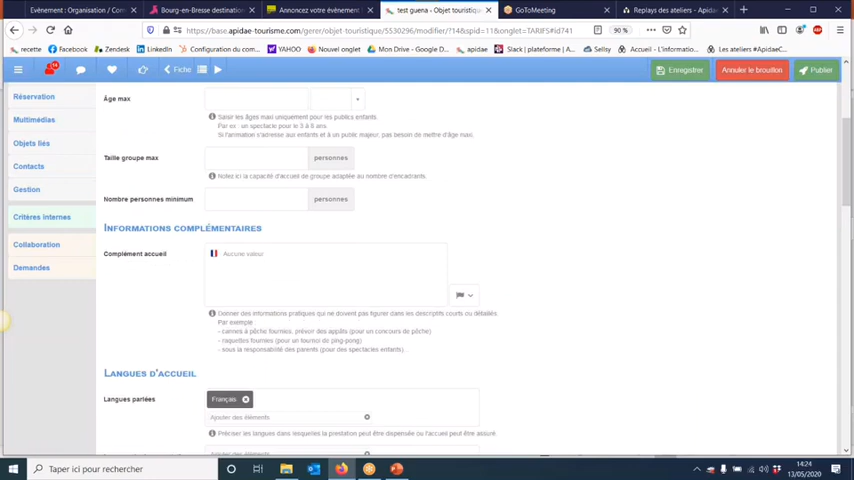 Evènement : Organisation / Com
Bourg-en-Bresse destination
Annoncez votre évènement !
test guena - Objet touristique
GoToMeeting
Replays des ateliers - Apidae
https://base.apidae-tourisme.com/gerer/objet-touristique/5530296/modifier/714?spid=11&onglet=TARIFS#id741
90 %
recette
Facebook
Zendesk
LinkedIn
Configuration du com...
YAHOO
Nouvel onglet
Mon Drive - Google D...
apidae
Slack | plateforme | A...
Sellsy
Accueil - L'informatio...
Les ateliers #ApidaeC...
Fiche
Enregistrer
Annuler le brouillon
Publier
Réservation
Multimédias
Objets liés
Contacts
Gestion
Critères internes
Collaboration
Demandes
Âge max
Saisir les âges maxi uniquement pour les publics enfants.
Par ex : un spectacle pour le 3 à 6 ans.
Si l'animation s'adresse aux enfants et à un public majeur, pas besoin de mettre d'âge maxi.
Taille groupe max
personnes
Notez ici la capacité d'accueil de groupe adaptée au nombre d'encadrants.
Nombre personnes minimum
personnes
INFORMATIONS COMPLÉMENTAIRES
Complément accueil
Aucune valeur
Donner des informations pratiques qui ne doivent pas figurer dans les descriptifs courts ou détaillés.
Par exemple :
- cannes à pêche fournies, prévoir des appâts (pour un concours de pêche)
- raquettes fournies (pour un tournoi de ping-pong)
- sous la responsabilité des parents (pour des spectacles enfants)
LANGUES D'ACCUEIL
Langues parlées
Français
Ajouter des éléments
Préciser les langues dans lesquelles la prestation peut être dispensée ou l'accueil peut être assuré.
Taper ici pour rechercher
14:24
13/05/2020